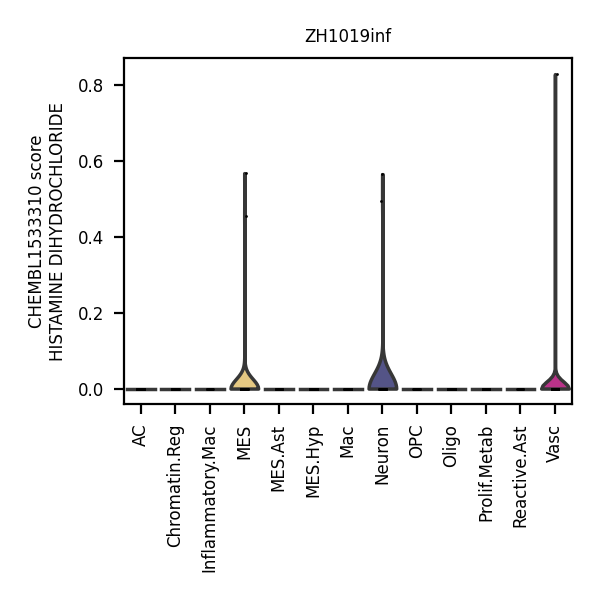 ZH1019inf
CHEMBL1533310 score
HISTAMINE DIHYDROCHLORIDE
0.8
0.6
0.4
0.2
0.0
AC
Chromatin.Reg
Inflammatory.Mac
MES
MES.Ast
MES.Hyp
Mac
Neuron
OPC
Oligo
Prolif.Metab
Reactive.Ast
Vasc